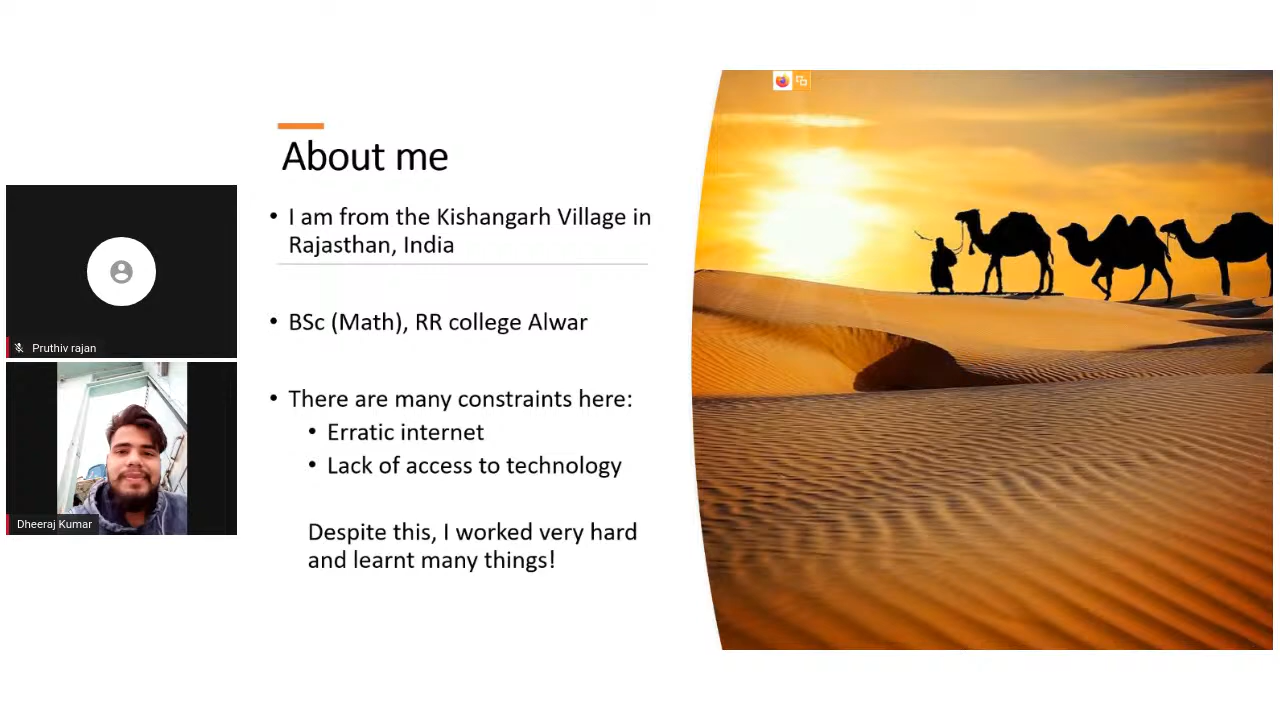 About me
• I am from the Kishangarh Village in
Rajasthan, India
• BSc (Math), RR college Alwar
• There are many constraints here:
• Erratic internet
• Lack of access to technology
Despite this, I worked very hard
and learnt many things!
Pruthiv rajan
Dheeraj Kumar